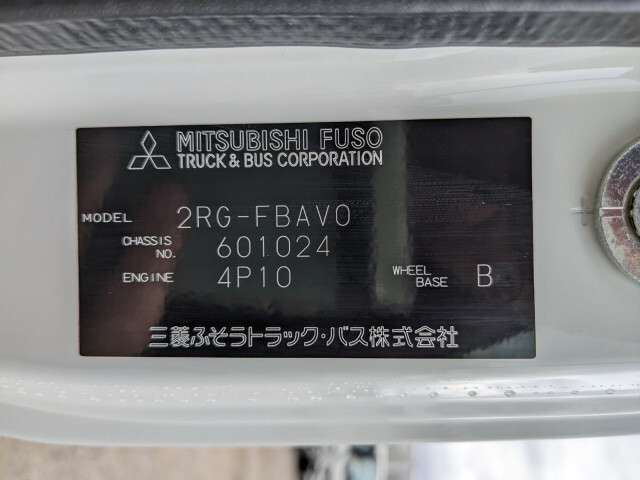 MITSUBISHI FUSO
TRUCK & BUS CORPORATION
MODEL 2RG-FBAV0
CHASSIS NO. 601024
ENGINE 4P10 WHEEL BASE B
三菱ふそうトラック・バス株式会社